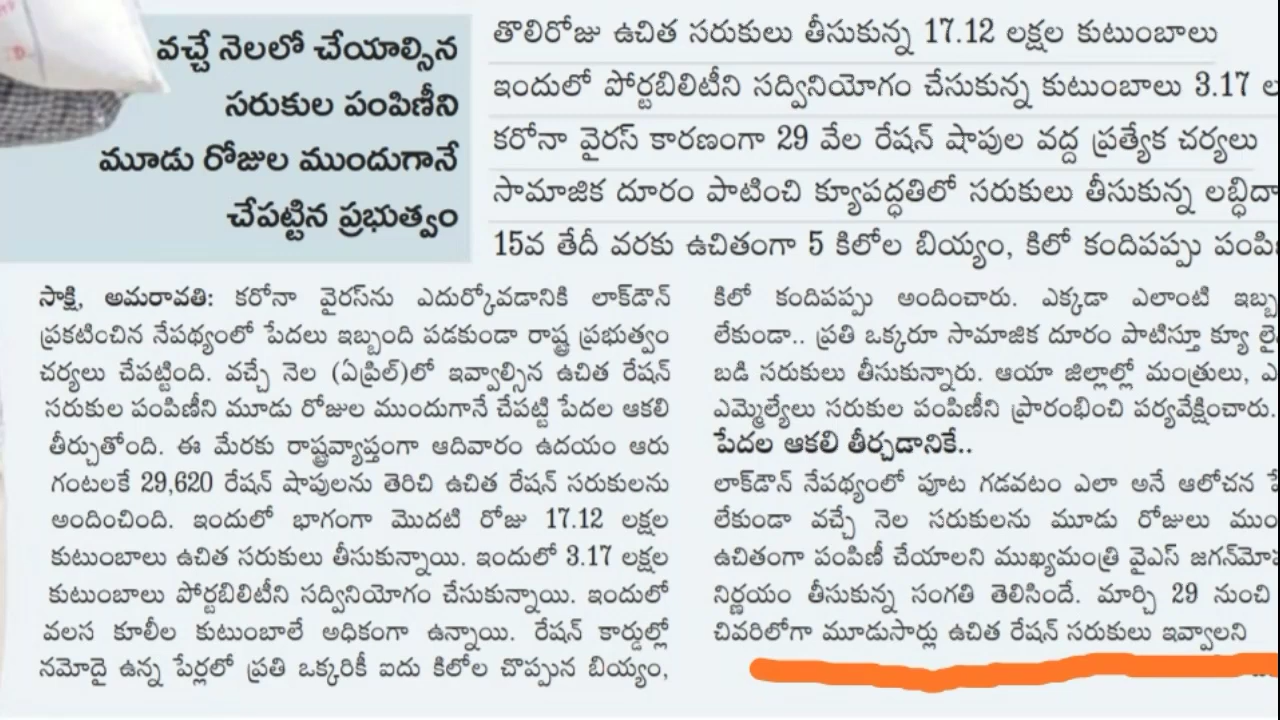 వచ్చే నెలలో చేయాల్సిన
సరుకుల పంపిణీని
మూడు రోజుల ముందుగానే
చేపట్టిన ప్రభుత్వం
తొలిరోజు ఉచిత సరుకులు తీసుకున్న 17.12 లక్షల కుటుంబాలు
ఇందులో పోర్టబిలిటీని సద్వినియోగం చేసుకున్న కుటుంబాలు 3.17
కరోనా వైరస్ కారణంగా 29 వేల రేషన్ షాపుల వద్ద ప్రత్యేక చర్యలు
సామాజిక దూరం పాటించి క్యూపద్ధతిలో సరుకులు తీసుకున్న
15వ తేదీ వరకు ఉచితంగా 5 కిలోల బియ్యం, కిలో కందిపప్పు
సాక్షి, అమరావతి: కరోనా వైరస్‌ను ఎదుర్కోవడానికి లాక్‌డౌన్
ప్రకటించిన నేపథ్యంలో పేదలు ఇబ్బంది పడకుండా రాష్ట్ర ప్రభుత్వం
చర్యలు చేపట్టింది. వచ్చే నెల (ఏప్రిల్)లో ఇవ్వాల్సిన ఉచిత రేషన్
సరుకుల పంపిణీని మూడు రోజుల ముందుగానే చేపట్టి పేదల ఆకలి
తీర్చుతోంది. ఈ మేరకు రాష్ట్రవ్యాప్తంగా ఆదివారం ఉదయం ఆరు
గంటలకే 29,620 రేషన్ షాపులను తెరిచి ఉచిత రేషన్ సరుకులను
అందించింది. ఇందులో భాగంగా మొదటి రోజు 17.12 లక్షల
కుటుంబాలు ఉచిత సరుకులు తీసుకున్నాయి. ఇందులో 3.17 లక్షల
కుటుంబాలు పోర్టబిలిటీని సద్వినియోగం చేసుకున్నాయి. ఇందులో
వలస కూలీల కుటుంబాలే అధికంగా ఉన్నాయి. రేషన్ కార్డుల్లో
నమోదై ఉన్న పేర్లలో ప్రతి ఒక్కరికీ ఐదు కిలోల చొప్పున బియ్యం,
కిలో కందిపప్పు అందించారు. ఎక్కడా ఎలాంటి
లేకుండా.. ప్రతి ఒక్కరూ సామాజిక దూరం పాటిస్తూ క్యూ
బడి సరుకులు తీసుకున్నారు. ఆయా జిల్లాల్లో మంత్రులు,
ఎమ్మెల్యేలు సరుకుల పంపిణీని ప్రారంభించి పర్యవేక్షించారు.
పేదల ఆకలి తీర్చడానికే..
లాక్‌డౌన్ నేపథ్యంలో పూట గడవటం ఎలా అనే ఆలోచన
లేకుండా వచ్చే నెల సరుకులను మూడు రోజులు
ఉచితంగా పంపిణీ చేయాలని ముఖ్యమంత్రి వైఎస్
నిర్ణయం తీసుకున్న సంగతి తెలిసిందే. మార్చి 29 నుంచి
చివరిలోగా మూడుసార్లు ఉచిత రేషన్ సరుకులు ఇవ్వాలని